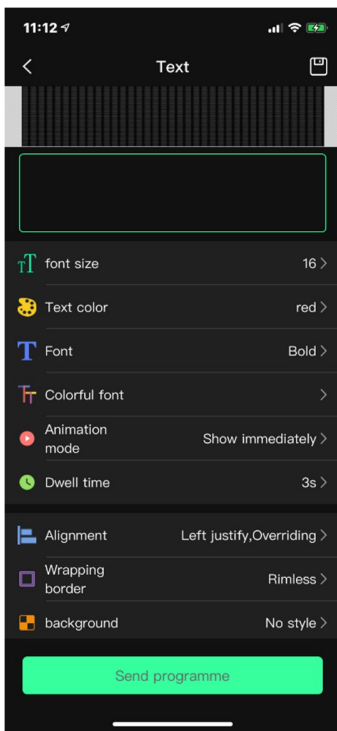 11:12
Text
font size 16 >
Text color red >
Font Bold >
Colorful font >
Animation
mode Show immediately >
Dwell time 3s >
Alignment Left justify,Overriding >
Wrapping
border Rimless >
background No style >
Send programme